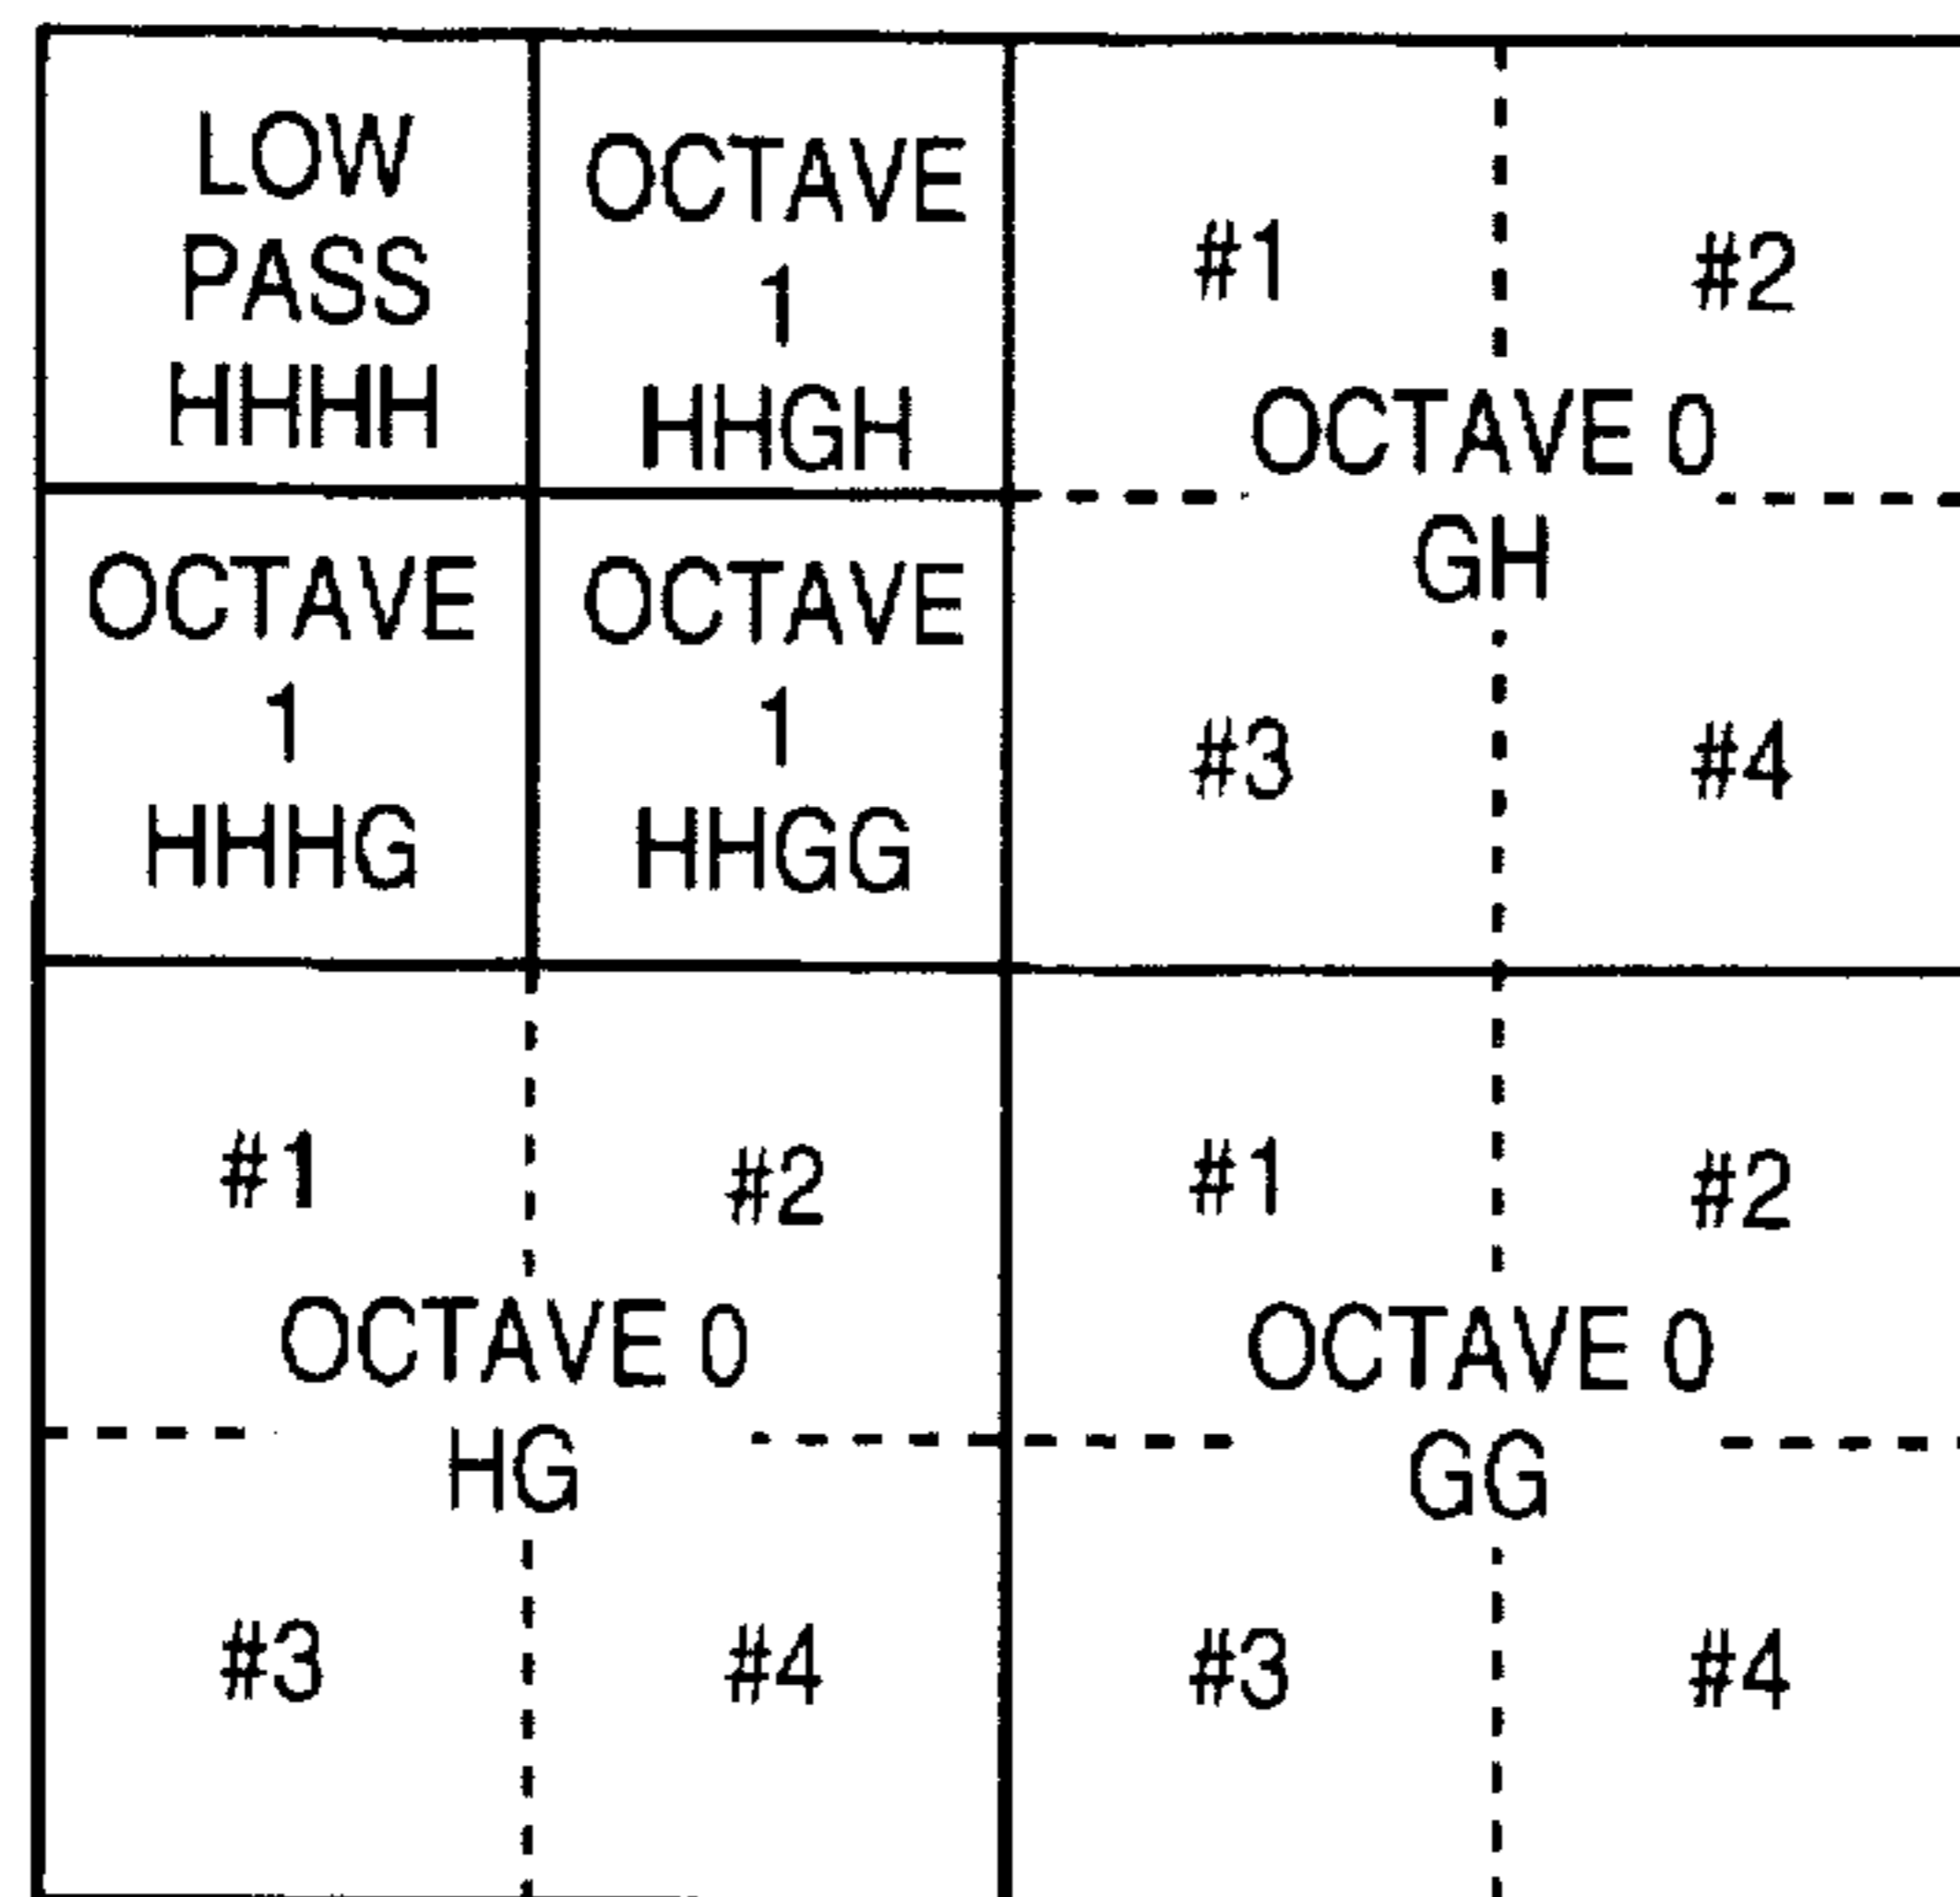 LOW
PASS
HHHH
OCTAVE
1
HHGH
#1
#2
OCTAVE 0
GH
#3
#4
OCTAVE
1
HHHG
OCTAVE
1
HHGG
#1
#2
OCTAVE 0
HG
#3
#4
#1
#2
OCTAVE 0
GG
#3
#4